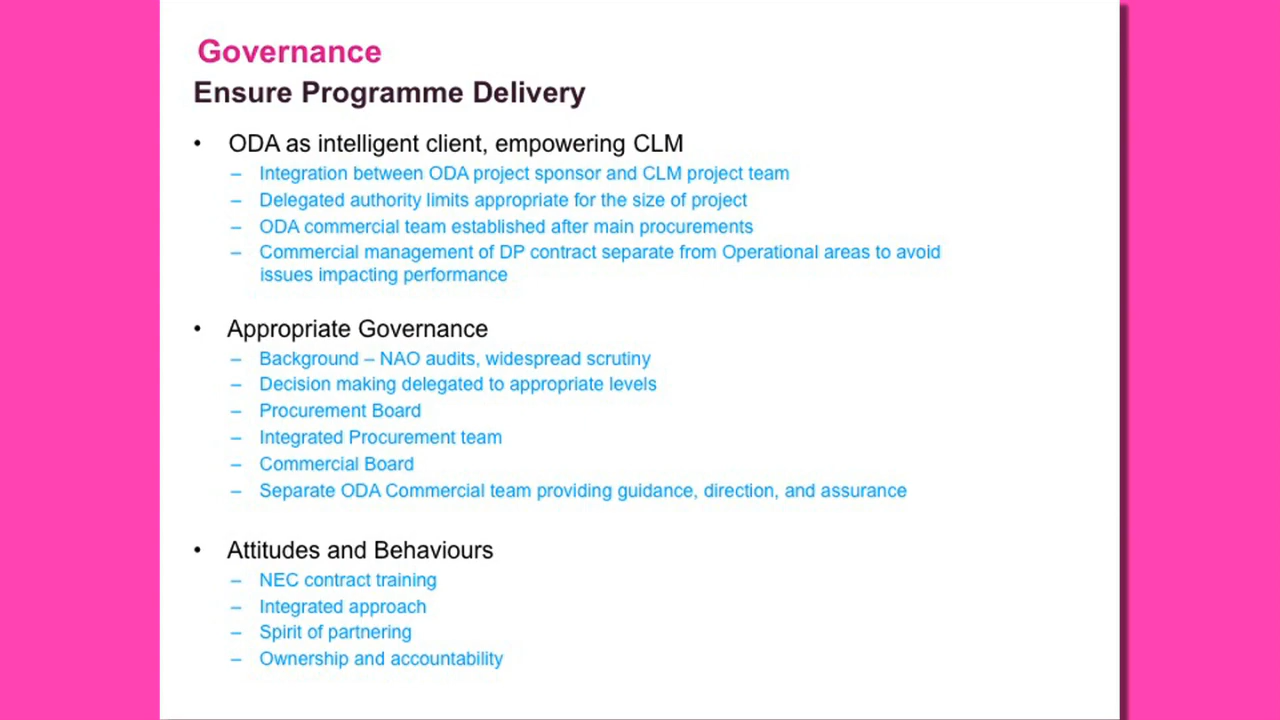 Governance
Ensure Programme Delivery
• ODA as intelligent client, empowering CLM
– Integration between ODA project sponsor and CLM project team
– Delegated authority limits appropriate for the size of project
– ODA commercial team established after main procurements
– Commercial management of DP contract separate from Operational areas to avoid
issues impacting performance
• Appropriate Governance
– Background – NAO audits, widespread scrutiny
– Decision making delegated to appropriate levels
– Procurement Board
– Integrated Procurement team
– Commercial Board
– Separate ODA Commercial team providing guidance, direction, and assurance
• Attitudes and Behaviours
– NEC contract training
– Integrated approach
– Spirit of partnering
– Ownership and accountability